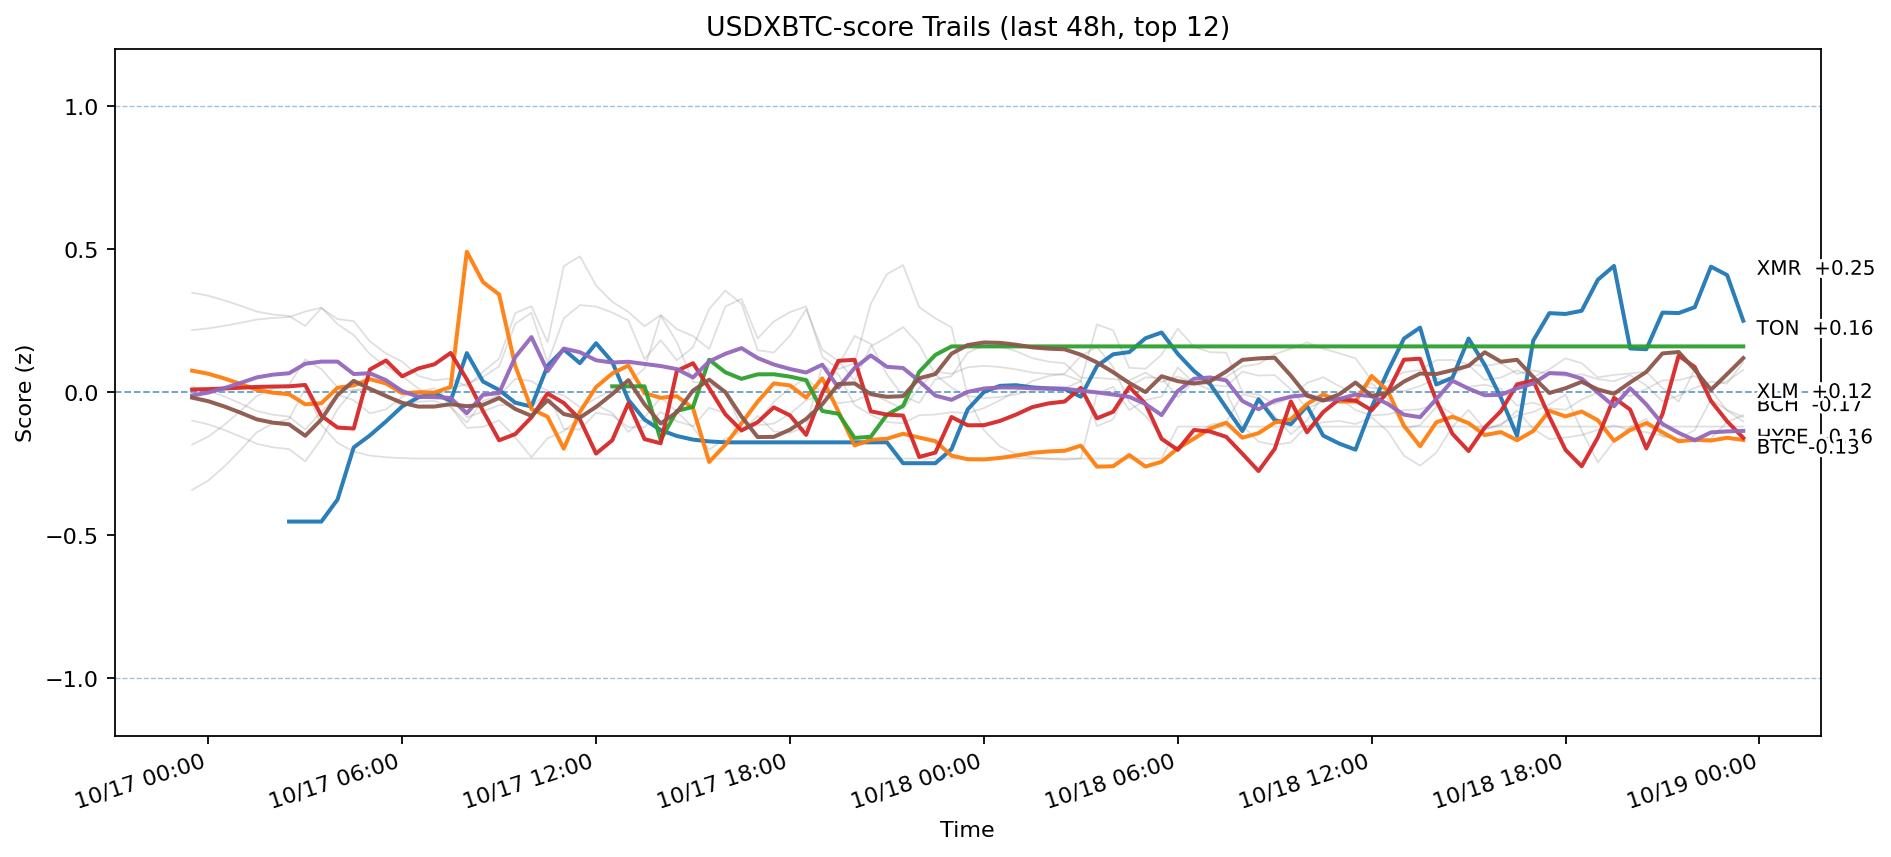 USDXBTC-score Trails (last 48h, top 12)
Score (z)
1.0
0.5
0.0
−0.5
−1.0
XMR +0.25
TON +0.16
XLM +0.12
BCH -0.17
HYPE -0.16
BTC -0.13
10/17 00:00
10/17 06:00
10/17 12:00
10/17 18:00
10/18 00:00
10/18 06:00
10/18 12:00
10/18 18:00
10/19 00:00
Time